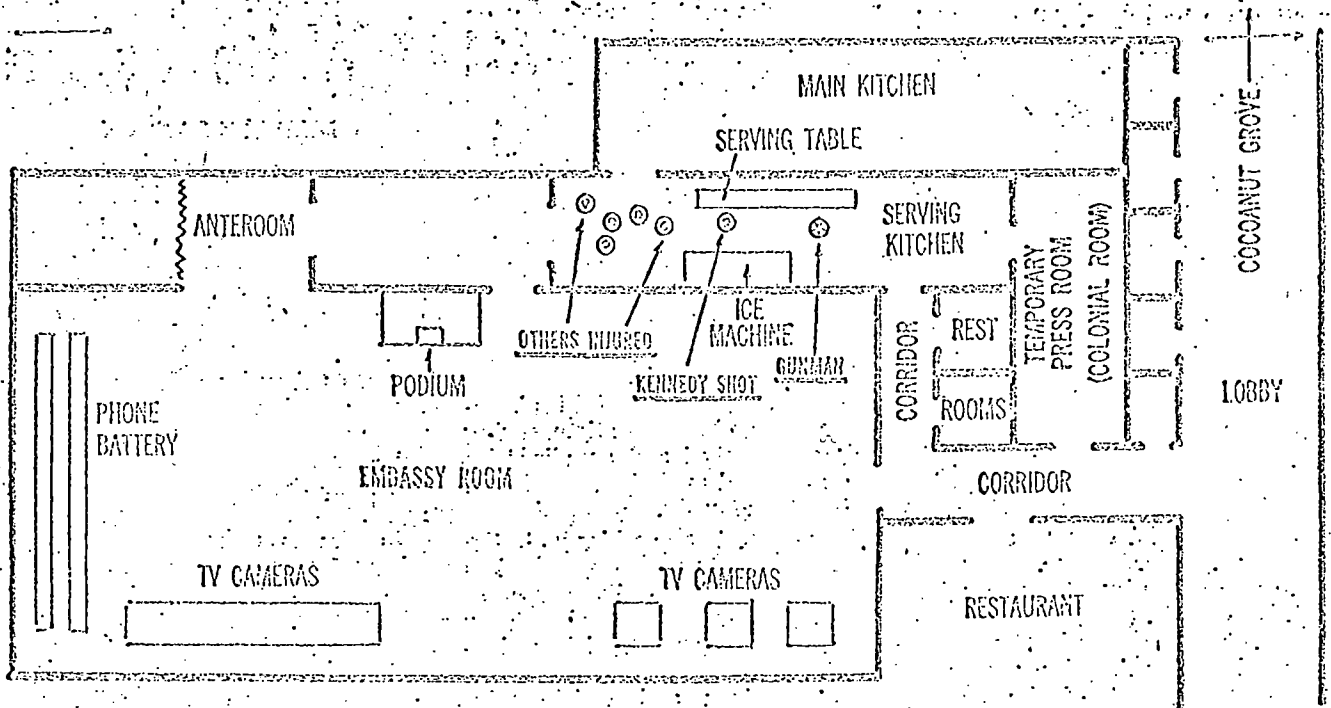 MAIN KITCHEN
SERVING TABLE
COCOANUT GROVE
ANTEROOM
SERVING
KITCHEN
TEMPORARY
PRESS ROOM
(COLONIAL ROOM)
OTHERS INJURED
ICE
MACHINE
KENNEDY SHOT
GUNMAN
PODIUM
CORRIDOR
REST
ROOMS
LOBBY
PHONE
BATTERY
EMBASSY ROOM
CORRIDOR
TV CAMERAS
TV CAMERAS
RESTAURANT